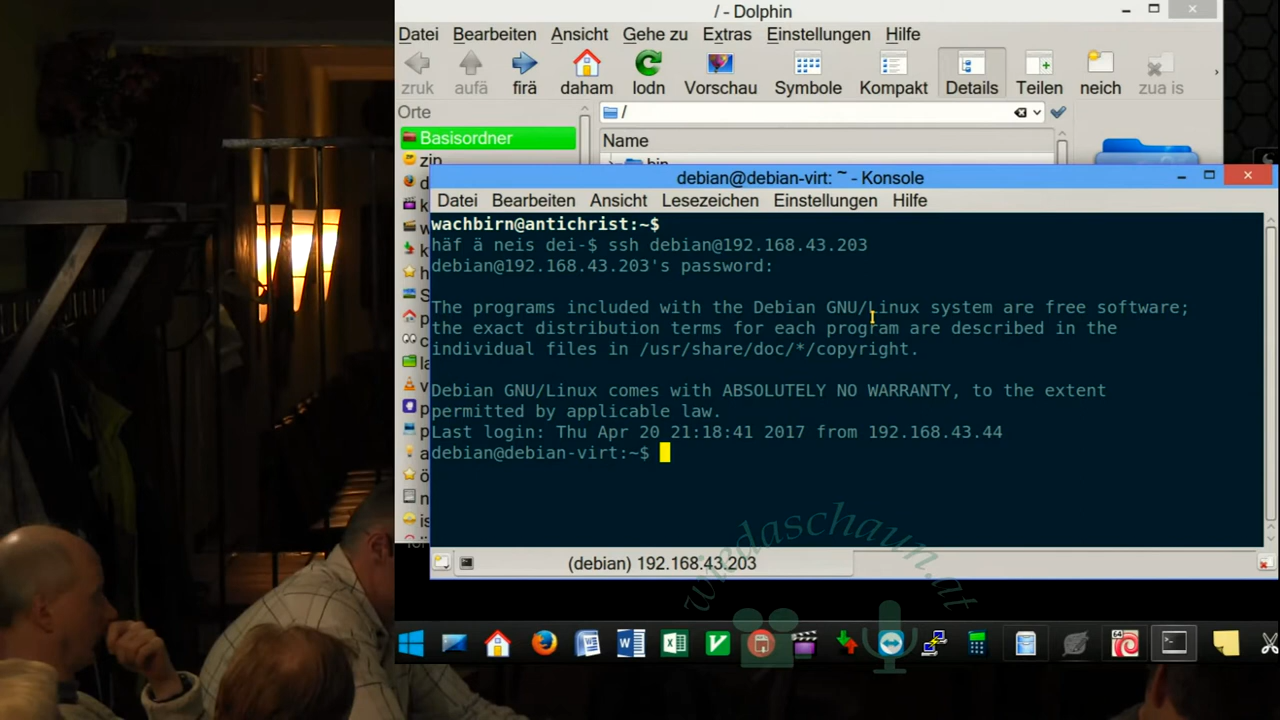 / - Dolphin
Datei Bearbeiten Ansicht Gehe zu Extras Einstellungen Hilfe
zruk aufä firä daham lodn Vorschau Symbole Kompakt Details Teilen neich zua is
Orte
/
Basisordner
Name
zip
bin
debian@debian-virt: ~ - Konsole
Datei Bearbeiten Ansicht Lesezeichen Einstellungen Hilfe
wachbirn@antichrist:~$
häf ä neis dei-$ ssh debian@192.168.43.203
debian@192.168.43.203's password:
The programs included with the Debian GNU/Linux system are free software;
the exact distribution terms for each program are described in the
individual files in /usr/share/doc/*/copyright.
Debian GNU/Linux comes with ABSOLUTELY NO WARRANTY, to the extent
permitted by applicable law.
Last login: Thu Apr 20 21:18:41 2017 from 192.168.43.44
debian@debian-virt:~$
(debian) 192.168.43.203
wiedaschaun.at
64